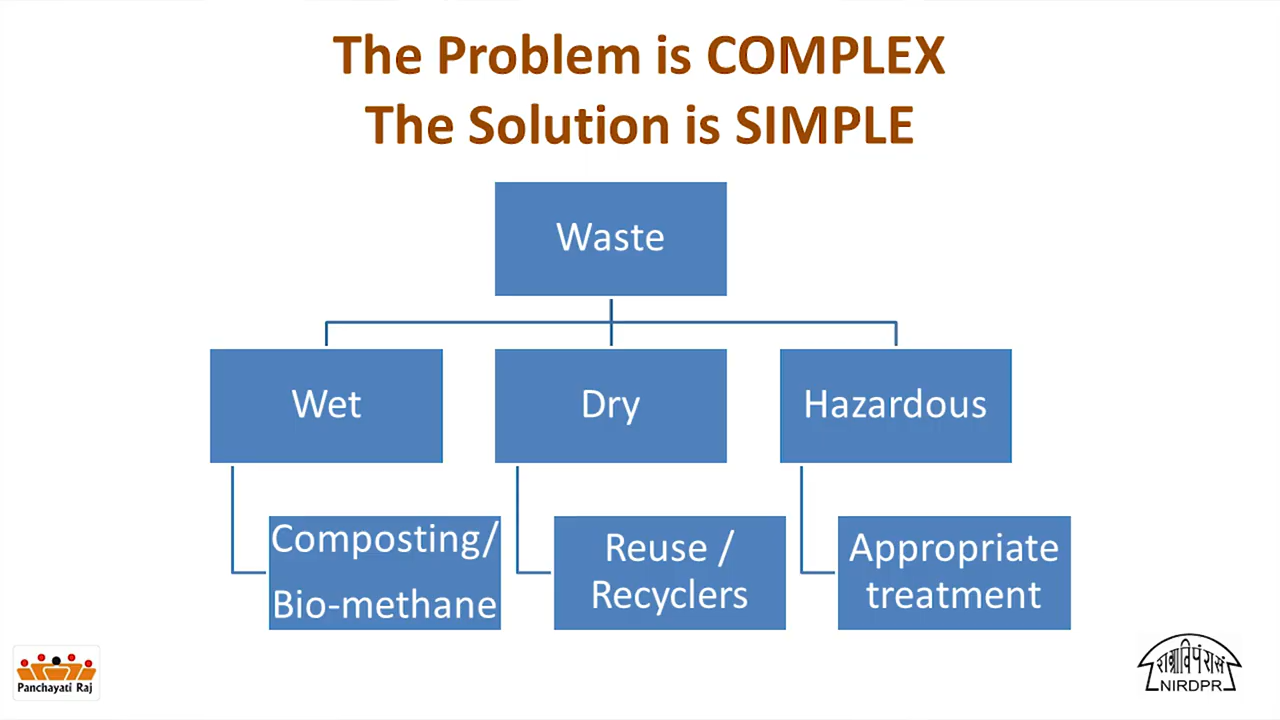 The Problem is COMPLEX
The Solution is SIMPLE
Waste
Wet
Dry
Hazardous
Composting/
Bio-methane
Reuse /
Recyclers
Appropriate
treatment
Panchayati Raj
NIRDPR